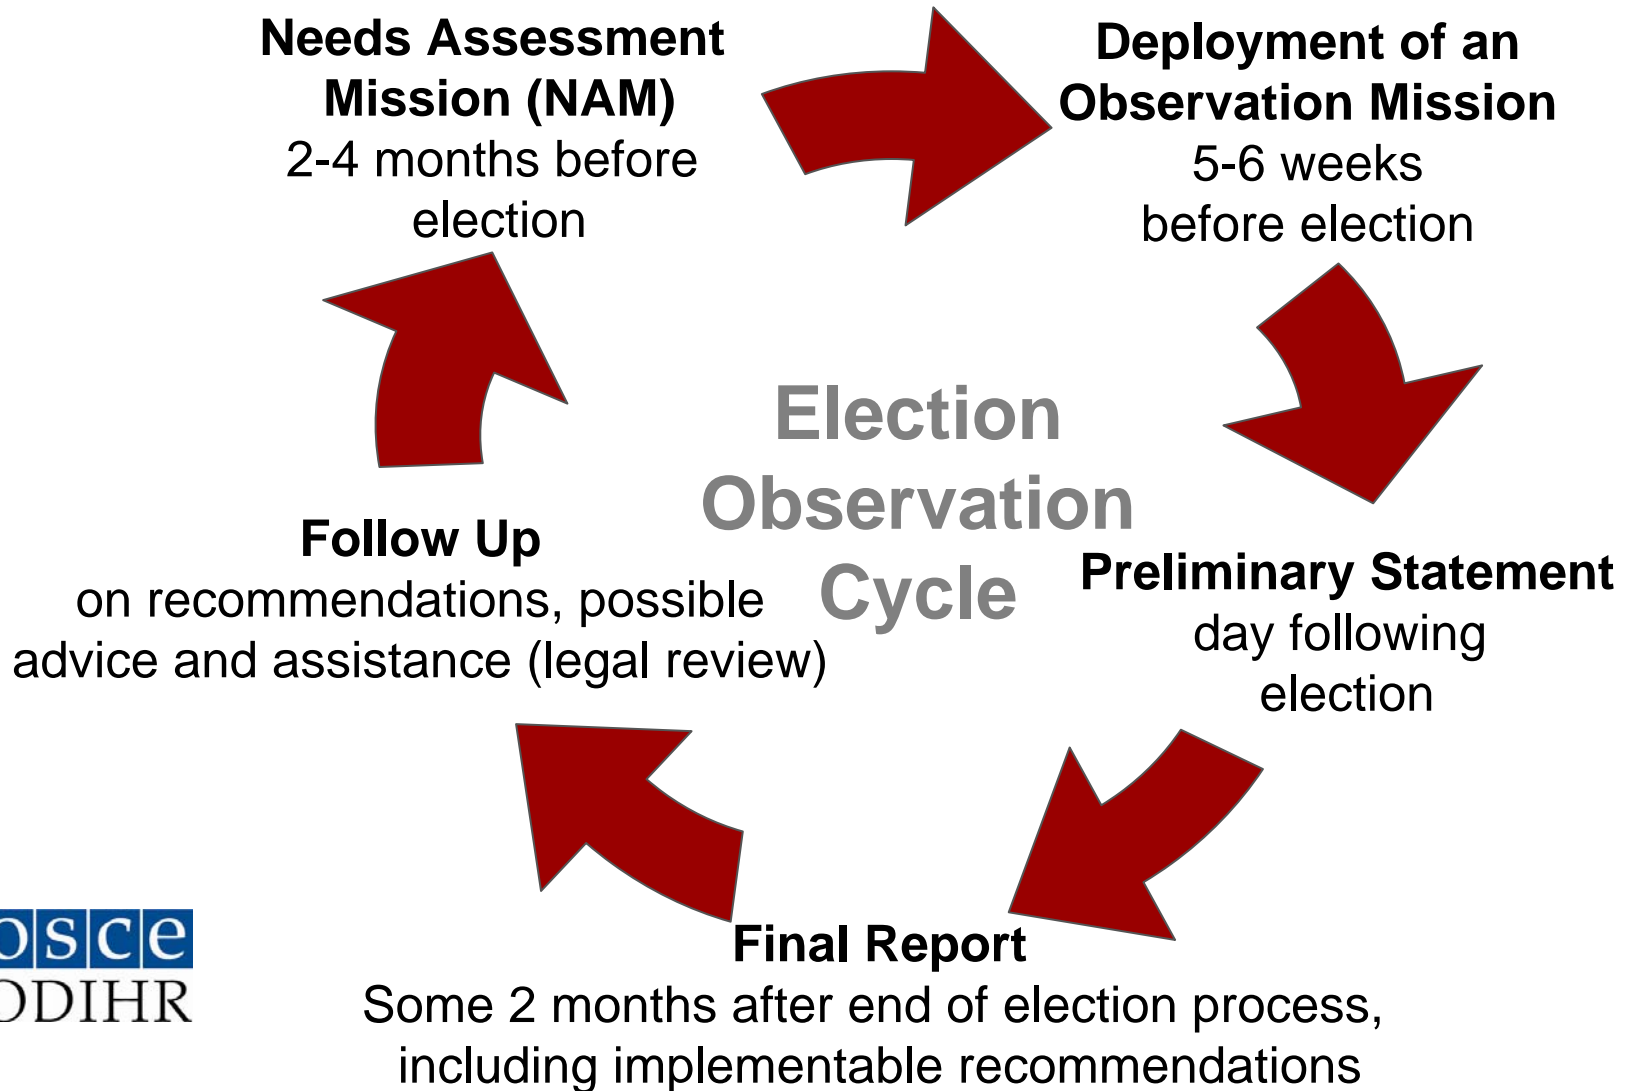 Needs Assessment
Mission (NAM)
2-4 months before
election
Deployment of an
Observation Mission
5-6 weeks
before election
Election
Observation
Cycle
Preliminary Statement
day following
election
Follow Up
on recommendations, possible
advice and assistance (legal review)
Final Report
Some 2 months after end of election process,
including implementable recommendations
osce
ODIHR